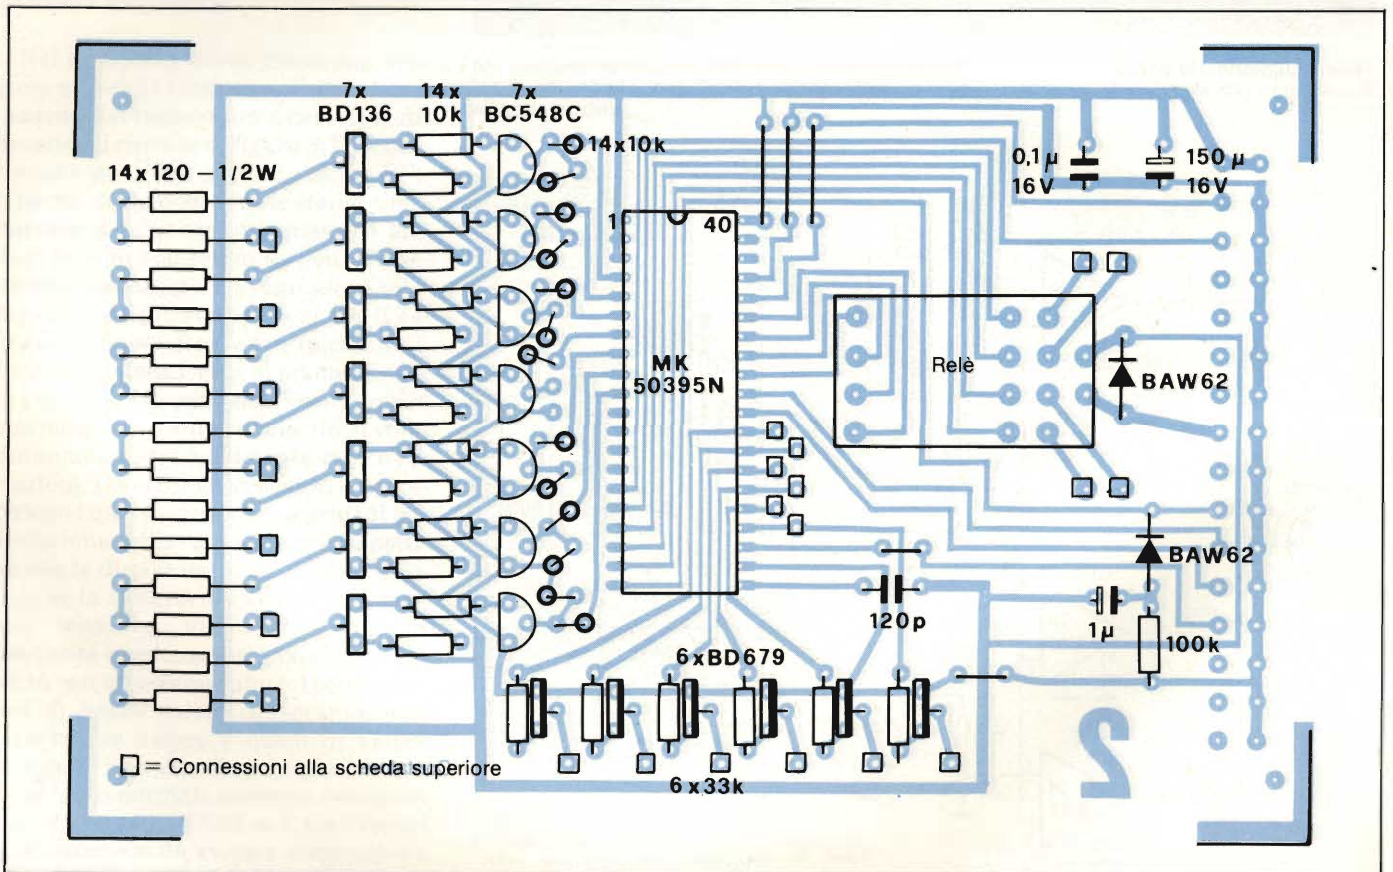 7x 14x 7x
BD136 10k BC548C
14x10k
14x120 - 1/2W
0,1µ 150µ
16V 16V
1 40
MK
50395N
Relè
BAW62
BAW62
120p
1µ
100k
6xBD679
2
= Connessioni alla scheda superiore
6x33k